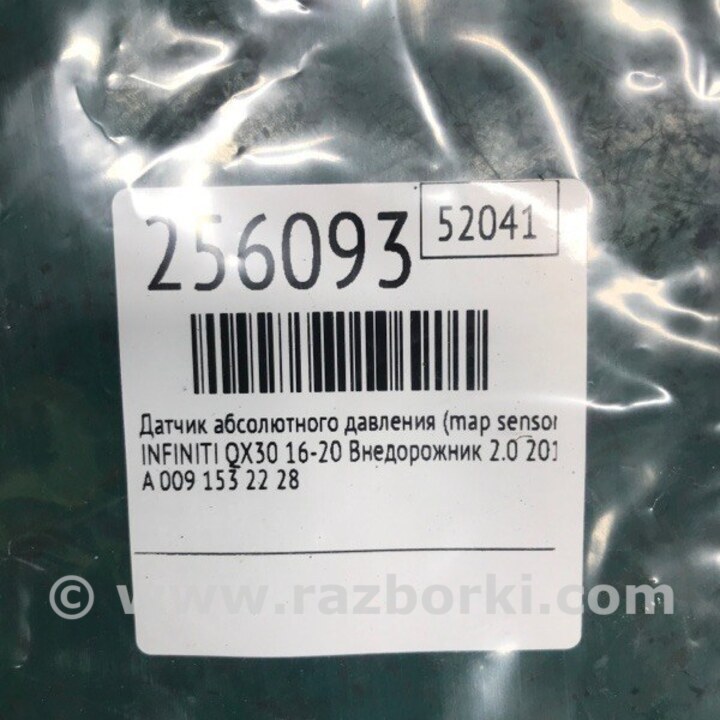 256093
52041
Датчик абсолютного давления (map sensor
INFINITI QX30 16-20 Внедорожник 2.0 201
A 009 153 22 28
© www.razborki.com